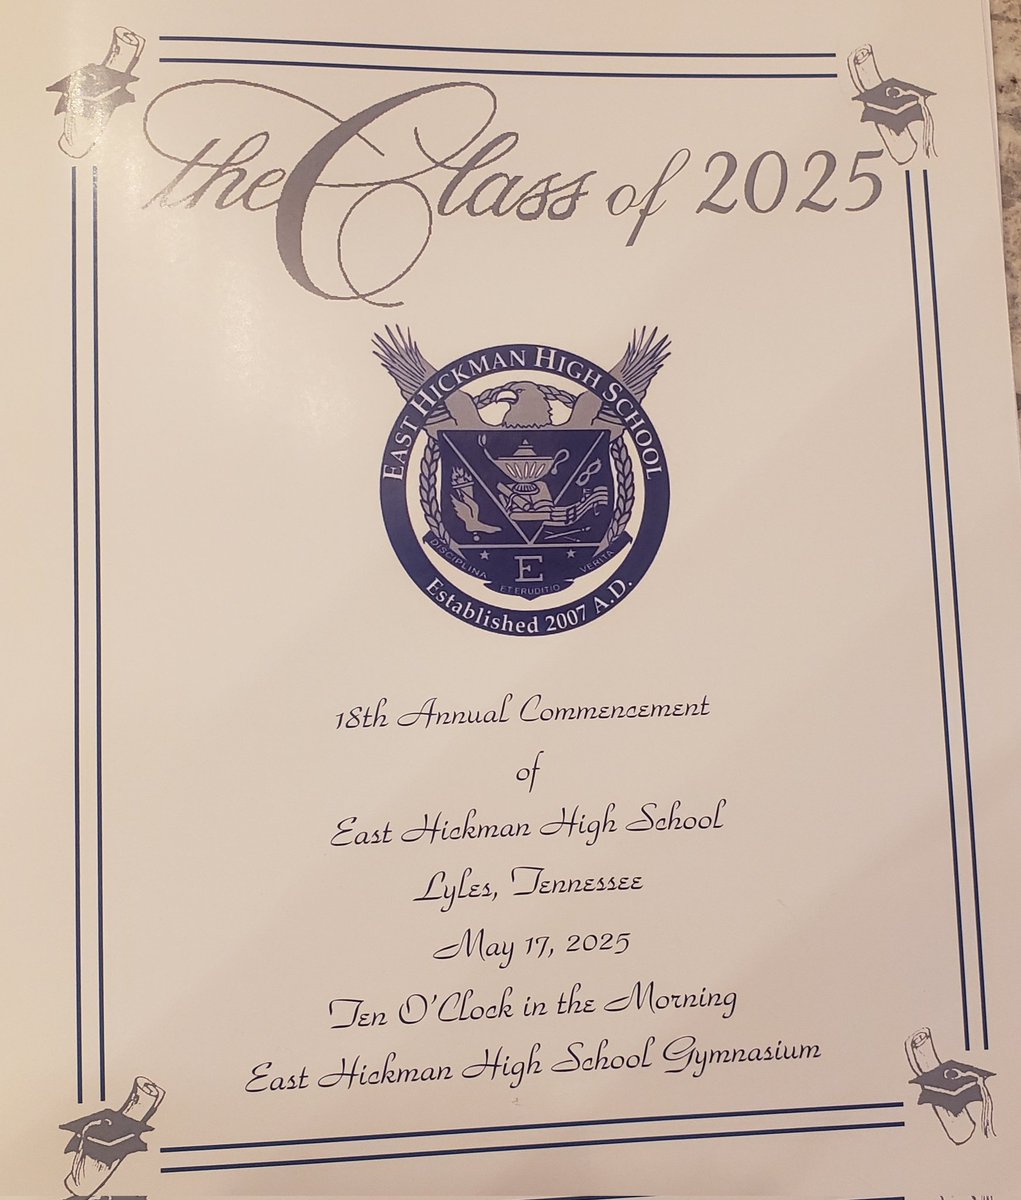 the Class of 2025
EAST HICKMAN HIGH SCHOOL
E
DISCIPLINA ET ERUDITIO VERITA
Established 2007 A.D.
18th Annual Commencement
of
East Hickman High School
Lyles, Tennessee
May 17, 2025
Ten O'Clock in the Morning
East Hickman High School Gymnasium